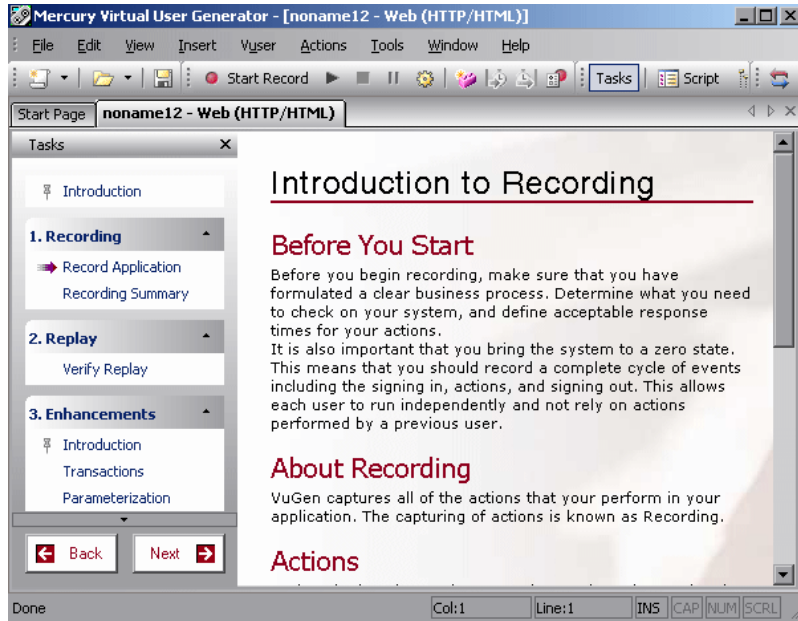 Mercury Virtual User Generator - [noname12 - Web (HTTP/HTML)]
File Edit View Insert Vuser Actions Tools Window Help
Start Record Tasks Script
Start Page noname12 - Web (HTTP/HTML)
Tasks
Introduction
1. Recording
Record Application
Recording Summary
2. Replay
Verify Replay
3. Enhancements
Introduction
Transactions
Parameterization
Back Next
Introduction to Recording
Before You Start
Before you begin recording, make sure that you have
formulated a clear business process. Determine what you need
to check on your system, and define acceptable response
times for your actions.
It is also important that you bring the system to a zero state.
This means that you should record a complete cycle of events
including the signing in, actions, and signing out. This allows
each user to run independently and not rely on actions
performed by a previous user.
About Recording
VuGen captures all of the actions that your perform in your
application. The capturing of actions is known as Recording.
Actions
Done Col:1 Line:1 INS CAP NUM SCRL